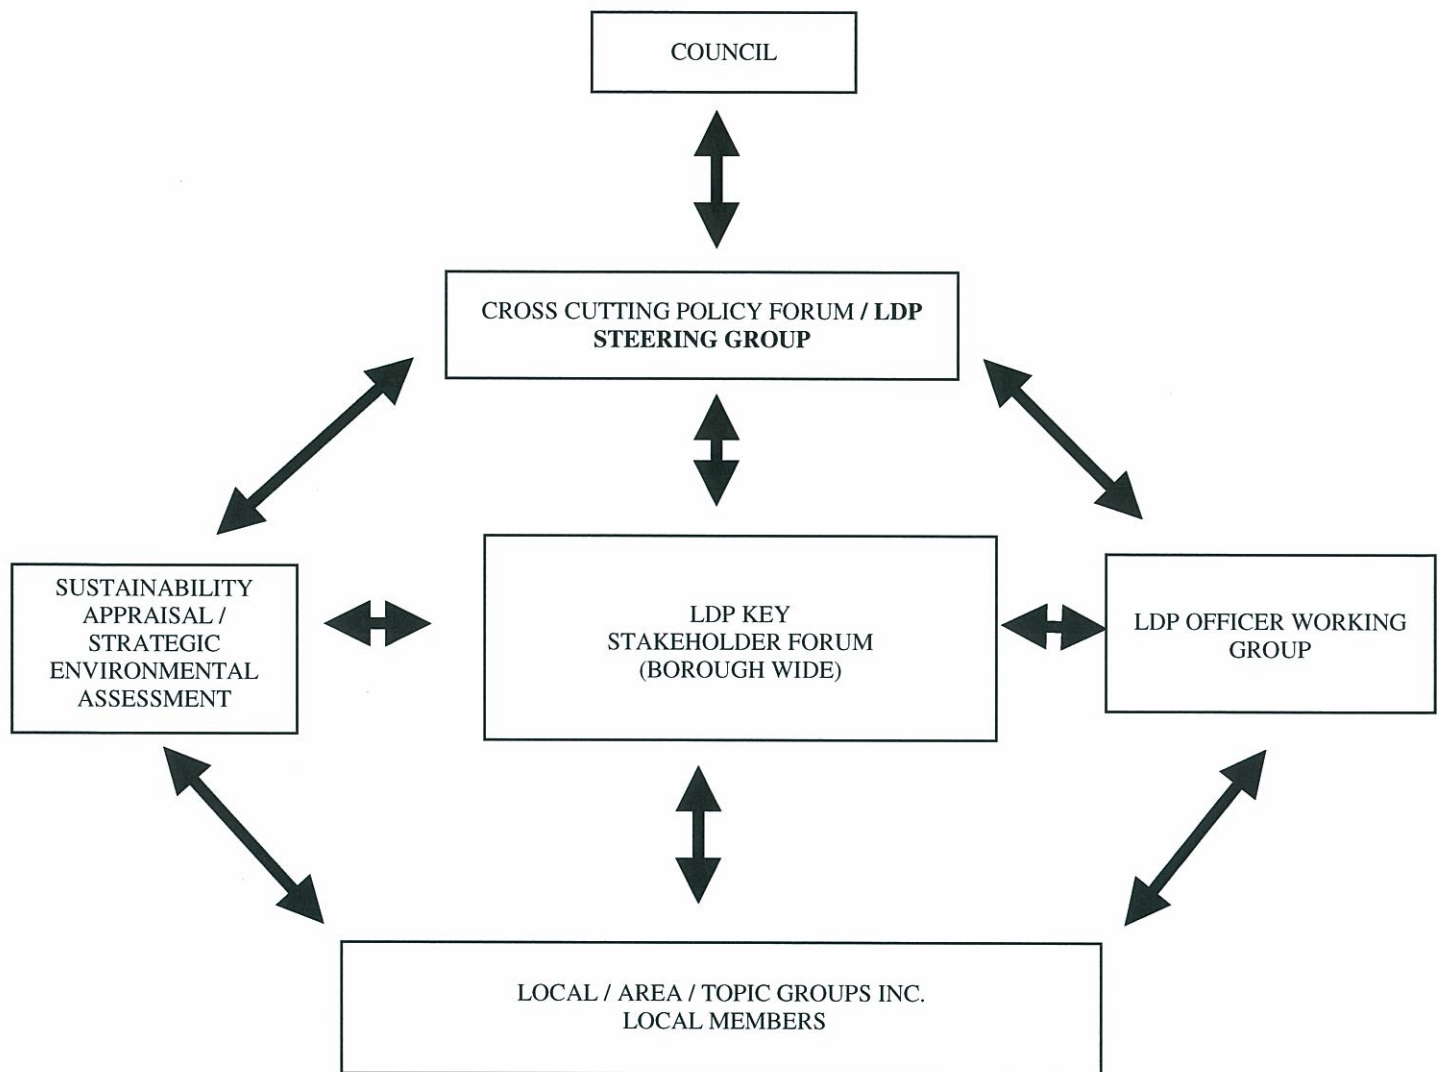 COUNCIL
CROSS CUTTING POLICY FORUM / LDP
STEERING GROUP
SUSTAINABILITY
APPRAISAL /
STRATEGIC
ENVIRONMENTAL
ASSESSMENT
LDP KEY
STAKEHOLDER FORUM
(BOROUGH WIDE)
LDP OFFICER WORKING
GROUP
LOCAL / AREA / TOPIC GROUPS INC.
LOCAL MEMBERS